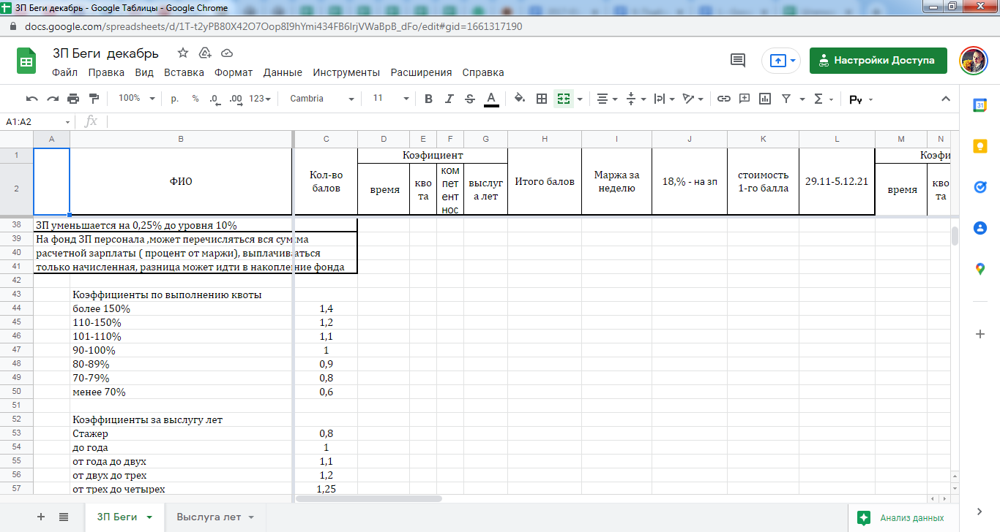 ЗП Беги декабрь - Google Таблицы - Google Chrome
docs.google.com/spreadsheets/d/1T-t2yPB80X42O7Oop8I9hYmi434FB6IrjVWaBpB_dFo/edit#gid=1661317190
ЗП Беги декабрь
Файл Правка Вид Вставка Формат Данные Инструменты Расширения Справка
Настройки Доступа
100% р. % .0 .00 123 Cambria 11 B I S A Σ Ру
A1:A2 fx
31
A B C D E F G H I J K L M N
1 Коэфициент Коэфи
2 ФИО
Кол-во
балов
время
кво
та
ком
пет
ент
нос
выслуг
а лет
Итого балов
Маржа за
неделю
18,% - на зп
стоимость
1-го балла
29.11-5.12.21
время
кво
та
38 ЗП уменьшается на 0,25% до уровня 10%
39 На фонд ЗП персонала ,может перечисляться вся сумма
40 расчетной зарплаты ( процент от маржи), выплачиваться
41 только начисленная, разница может идти в накопление фонда
42
43 Коэффициенты по выполнению квоты
44 более 150% 1,4
45 110-150% 1,2
46 101-110% 1,1
47 90-100% 1
48 80-89% 0,9
49 70-79% 0,8
50 менее 70% 0,6
51
52 Коэффициенты за выслугу лет
53 Стажер 0,8
54 до года 1
55 от года до двух 1,1
56 от двух до трех 1,2
57 от трех до четырех 1,25
ЗП Беги Выслуга лет
Анализ данных